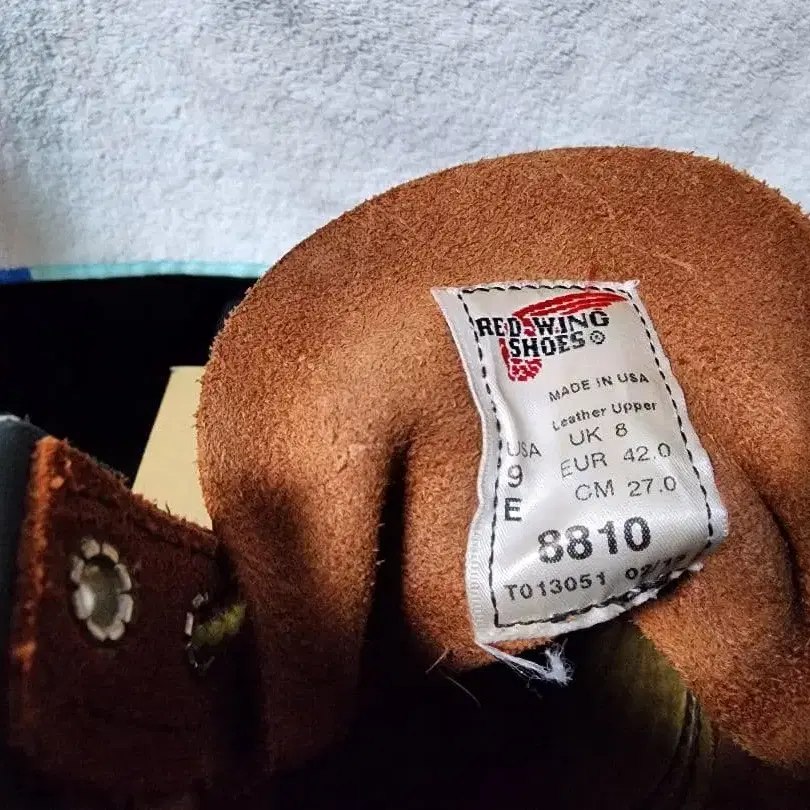 RED WING
SHOES®
MADE IN USA
Leather Upper
USA
9
E
UK 8
EUR 42.0
CM 27.0
8810
T013051 02/12